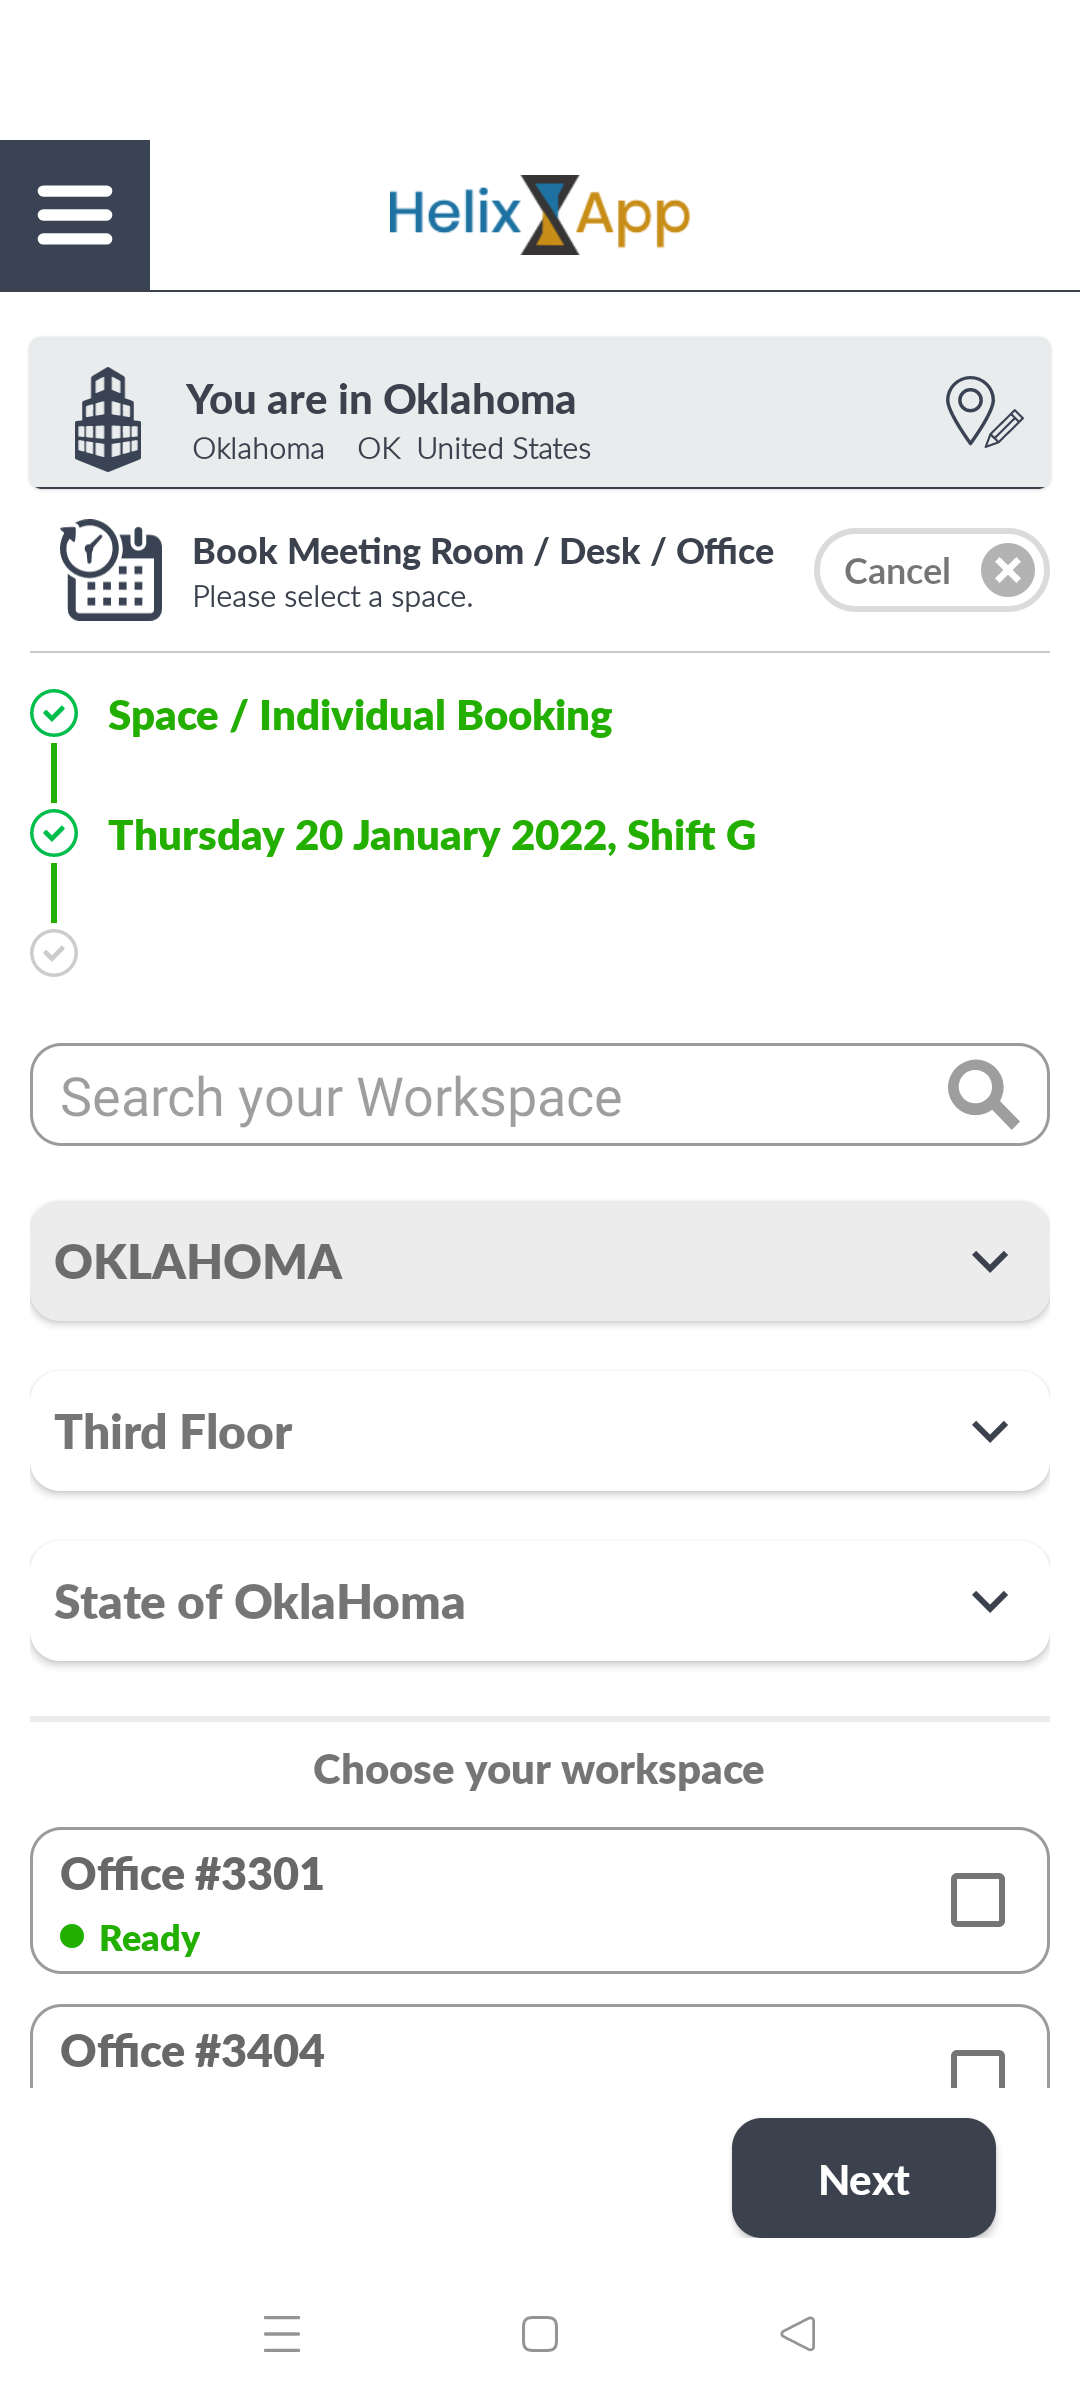 Helix App
You are in Oklahoma
Oklahoma OK United States
Book Meeting Room / Desk / Office
Please select a space.
Cancel
Space / Individual Booking
Thursday 20 January 2022, Shift G
Search your Workspace
OKLAHOMA
Third Floor
State of OklaHoma
Choose your workspace
Office #3301
Ready
Office #3404
Next